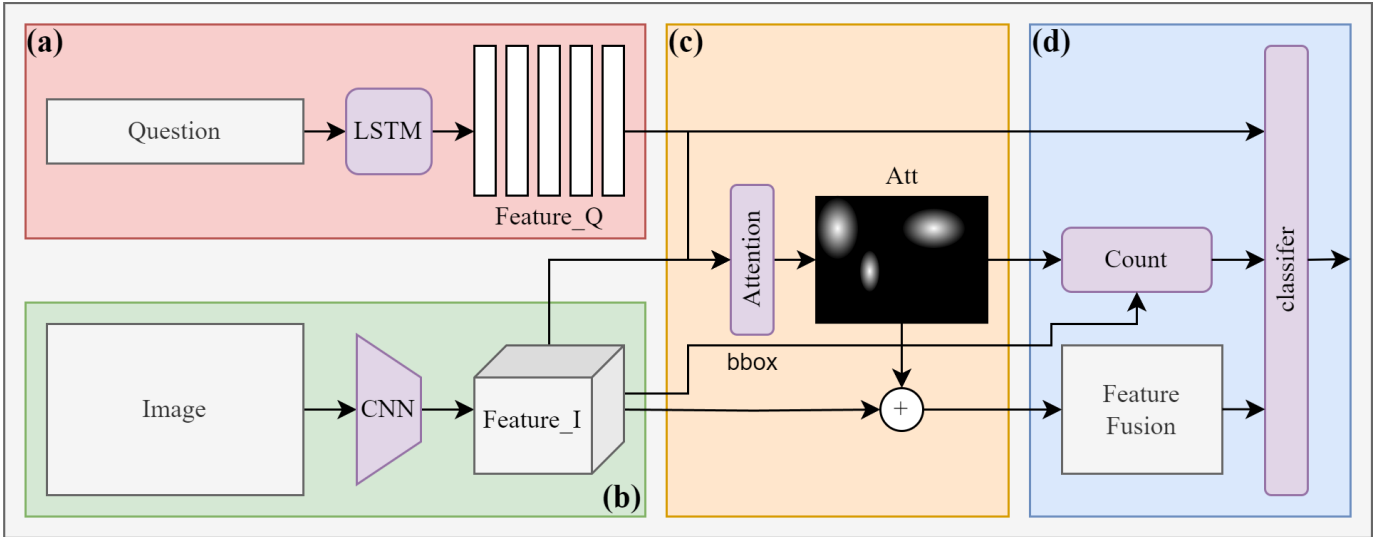 (a)
Question
LSTM
Feature_Q
(b)
Image
CNN
Feature_I
(c)
Attention
Att
bbox
+
(d)
Count
Feature
Fusion
classifer